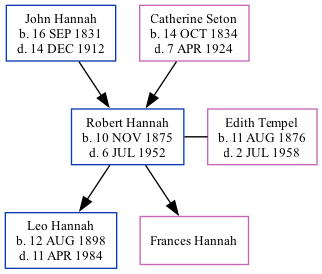 John Hannah
b. 16 SEP 1831
d. 14 DEC 1912
Catherine Seton
b. 14 OCT 1834
d. 7 APR 1924
Robert Hannah
b. 10 NOV 1875
d. 6 JUL 1952
Edith Tempel
b. 11 AUG 1876
d. 2 JUL 1958
Leo Hannah
b. 12 AUG 1898
d. 11 APR 1984
Frances Hannah